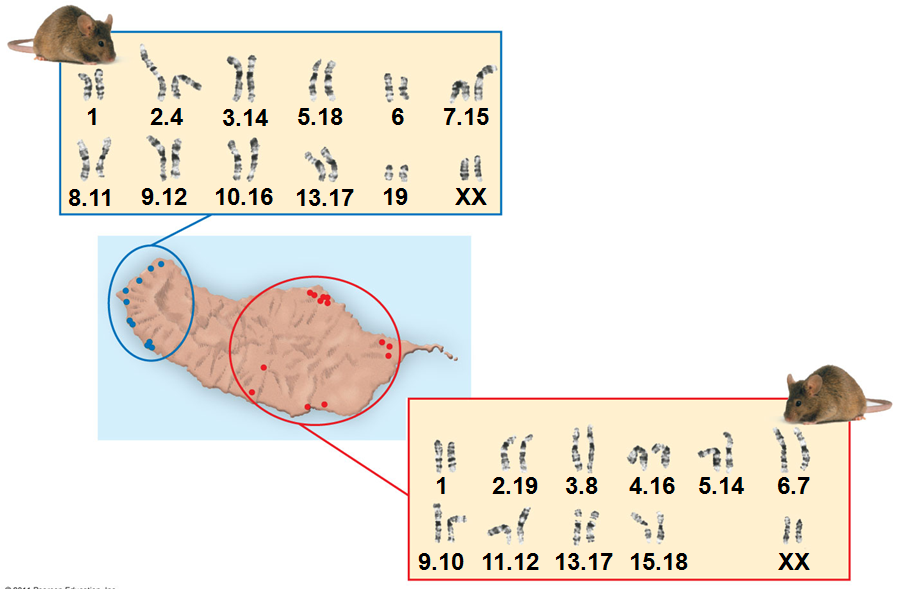 1 2.4 3.14 5.18 6 7.15
8.11 9.12 10.16 13.17 19 XX
1 2.19 3.8 4.16 5.14 6.7
9.10 11.12 13.17 15.18 XX